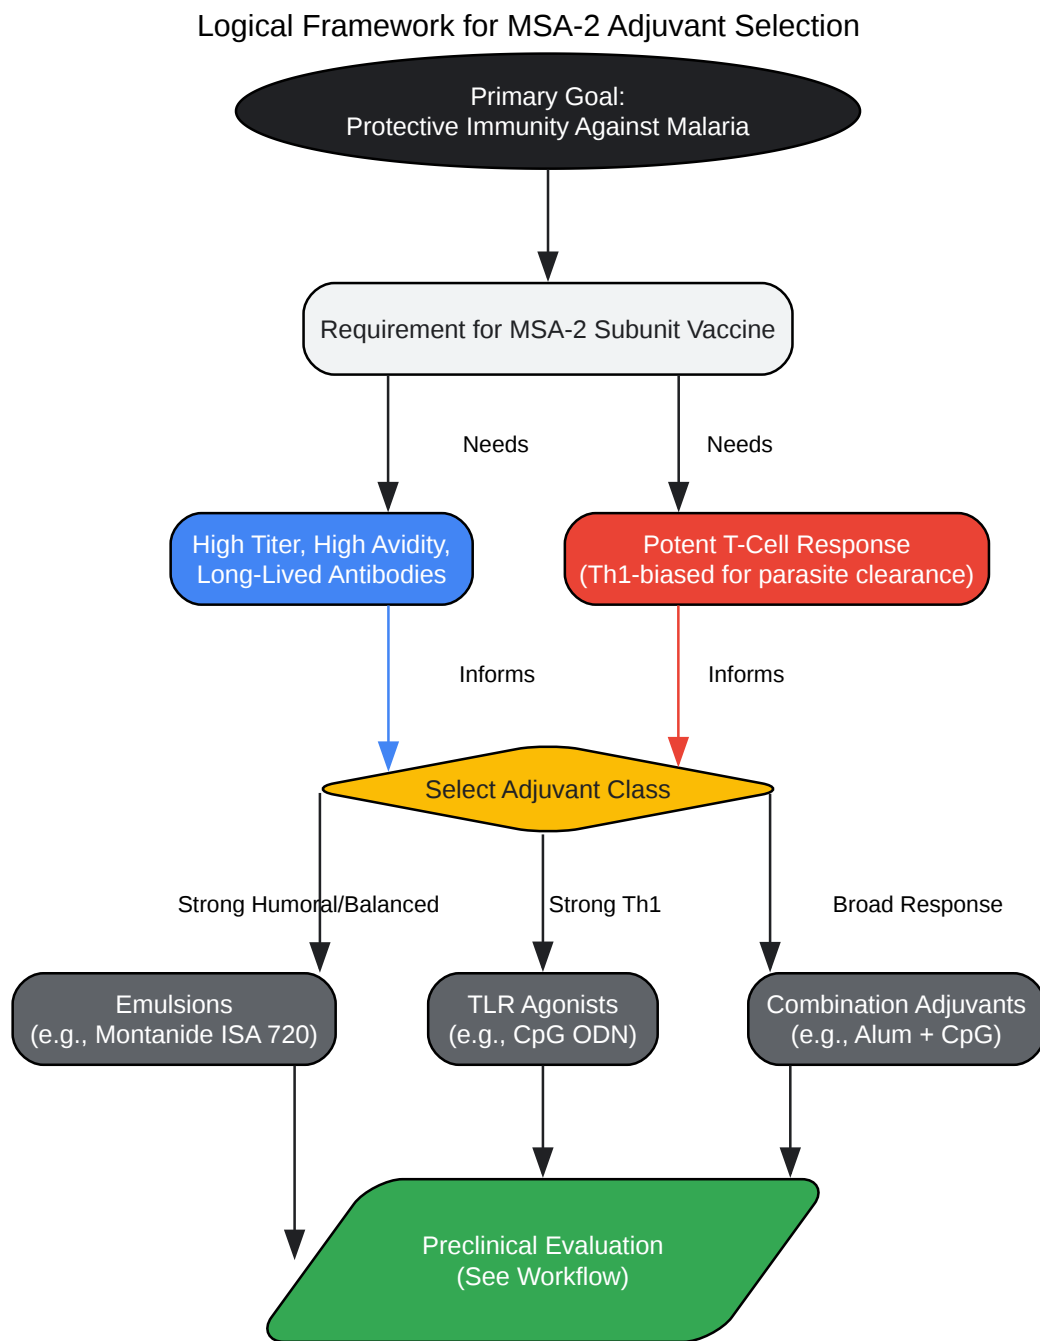 Logical Framework for MSA-2 Adjuvant Selection
Primary Goal:
Protective Immunity Against Malaria
Requirement for MSA-2 Subunit Vaccine
Needs
Needs
High Titer, High Avidity,
Long-Lived Antibodies
Potent T-Cell Response
(Th1-biased for parasite clearance)
Informs
Informs
Select Adjuvant Class
Strong Humoral/Balanced
Strong Th1
Broad Response
Emulsions
(e.g., Montanide ISA 720)
TLR Agonists
(e.g., CpG ODN)
Combination Adjuvants
(e.g., Alum + CpG)
Preclinical Evaluation
(See Workflow)